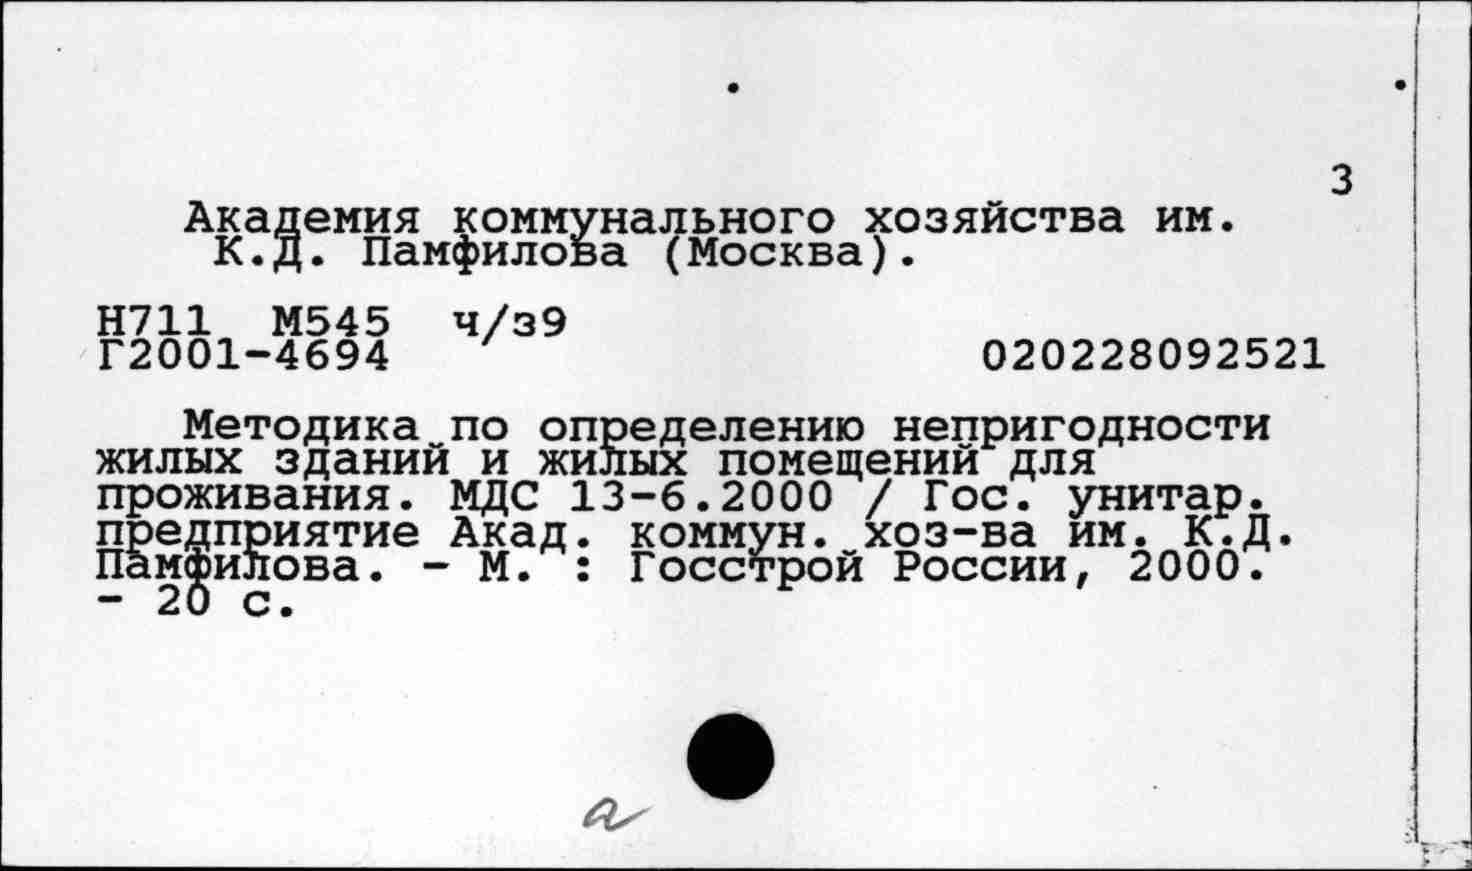 3
Академия коммунального хозяйства им.
К.Д. Памфилова (Москва).
Н711 М545 ч/з9
Г2001-4694 020228092521
Методика по определению непригодности
жилых зданий и жилых помещений для
проживания. МДС 13-6.2000 / Гос. унитар.
предприятие Акад. коммун. хоз-ва им. К.Д.
Памфилова. - М. : Госстрой России, 2000.
- 20 с.
а